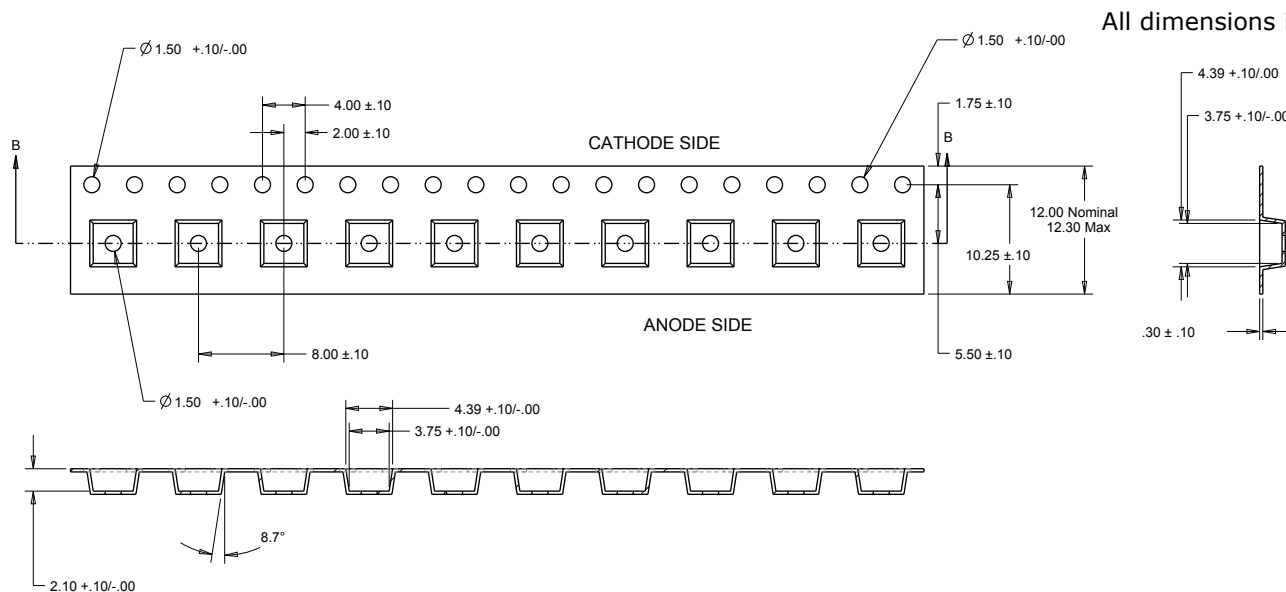 All dimensions
Ø 1.50 +.10/-.00
Ø 1.50 +.10/-00
4.39 +.10/.00
3.75 +.10/-.00
4.00 ±.10
2.00 ±.10
1.75 ±.10
B
B
CATHODE SIDE
12.00 Nominal
12.30 Max
10.25 ±.10
ANODE SIDE
.30 ± .10
8.00 ±.10
5.50 ±.10
Ø 1.50 +.10/-.00
4.39 +.10/-.00
3.75 +.10/-.00
8.7°
2.10 +.10/-.00